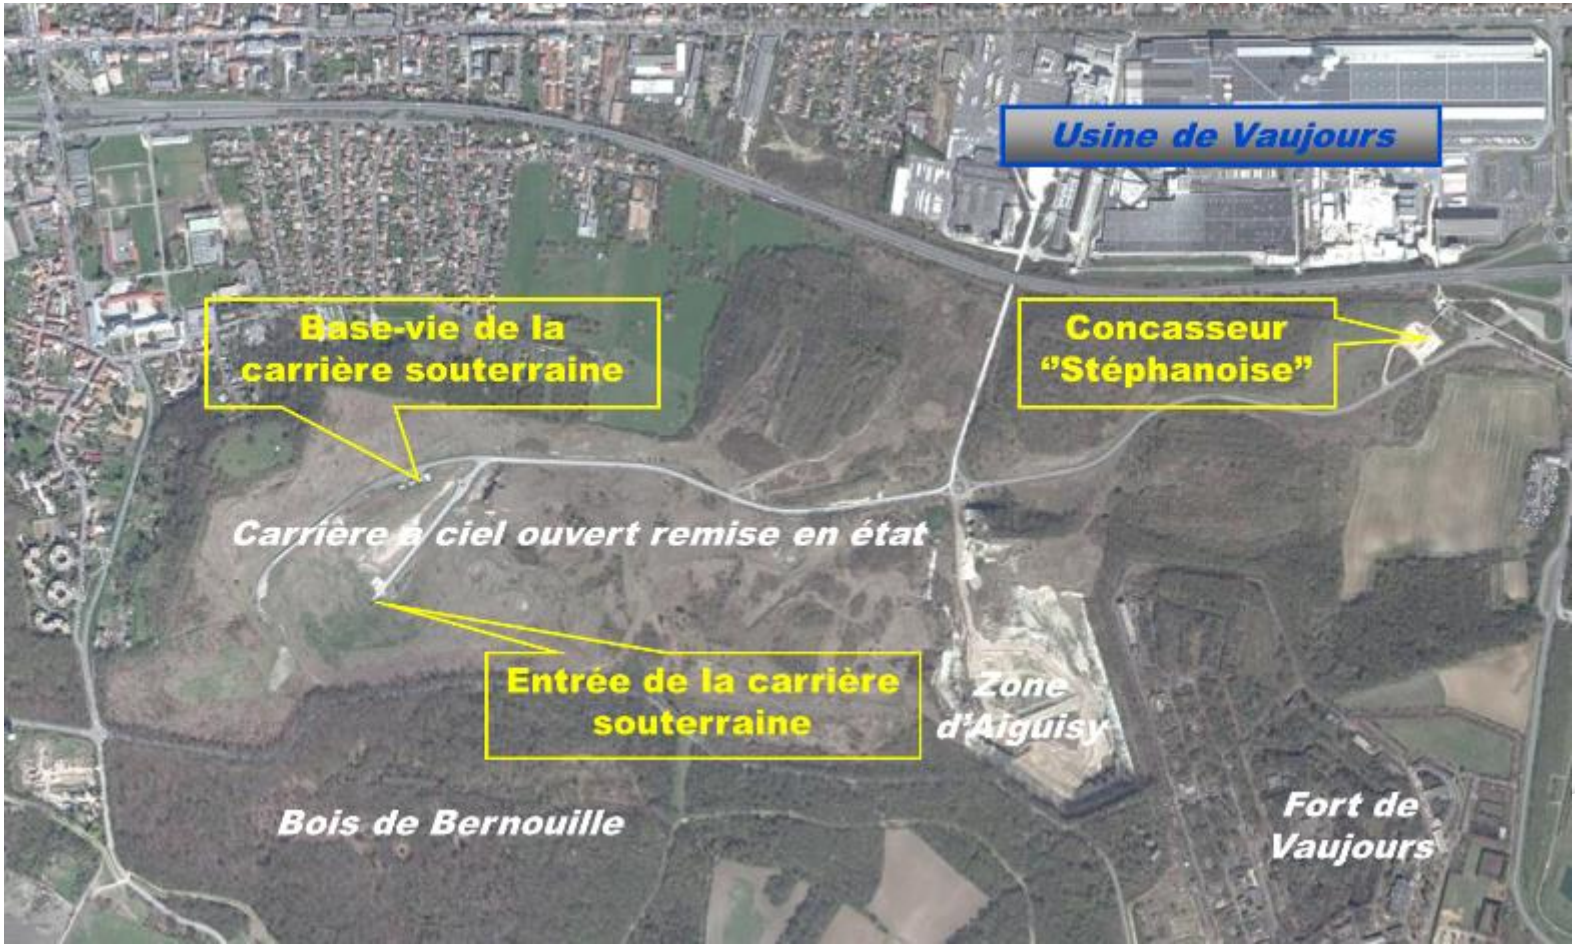 Usine de Vaujours
Base-vie de la
carrière souterraine
Concasseur
‘’Stéphanoise’’
Carrière à ciel ouvert remise en état
Entrée de la carrière
souterraine
Zone
d’Aiguisy
Bois de Bernouille
Fort de
Vaujours